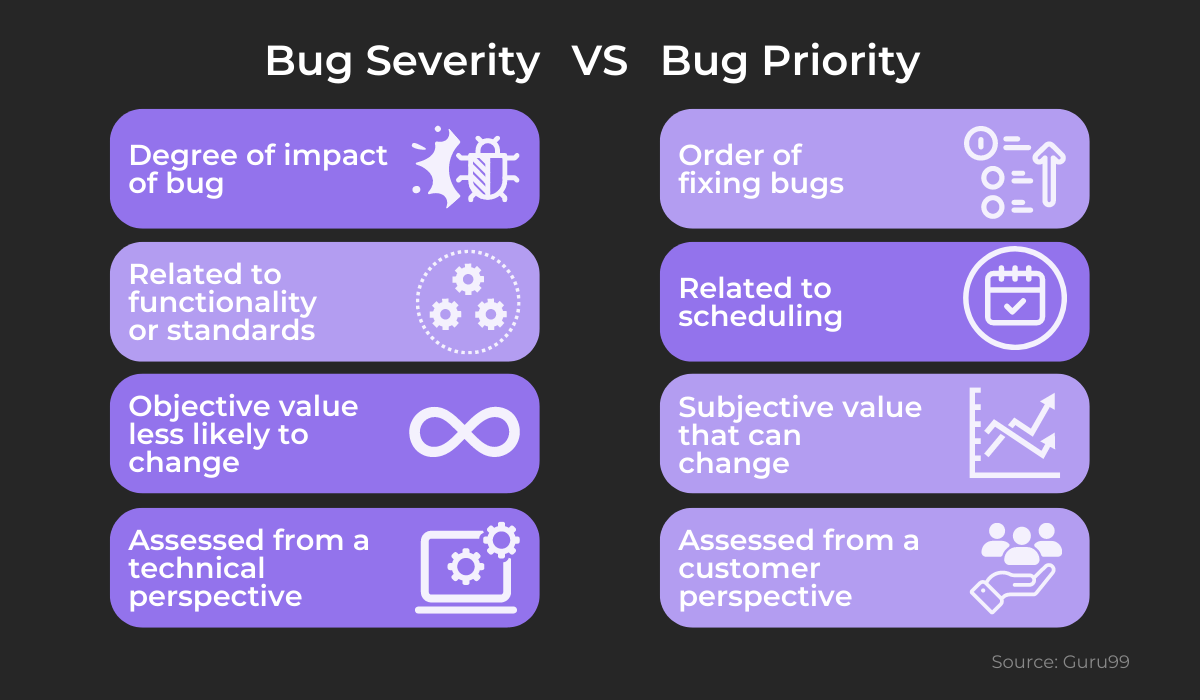 Bug Severity VS Bug Priority
Degree of impact
of bug
Order of
fixing bugs
Related to
functionality
or standards
Related to
scheduling
Objective value
less likely to
change
Subjective value
that can
change
Assessed from a
technical
perspective
Assessed from a
customer
perspective
Source: Guru99